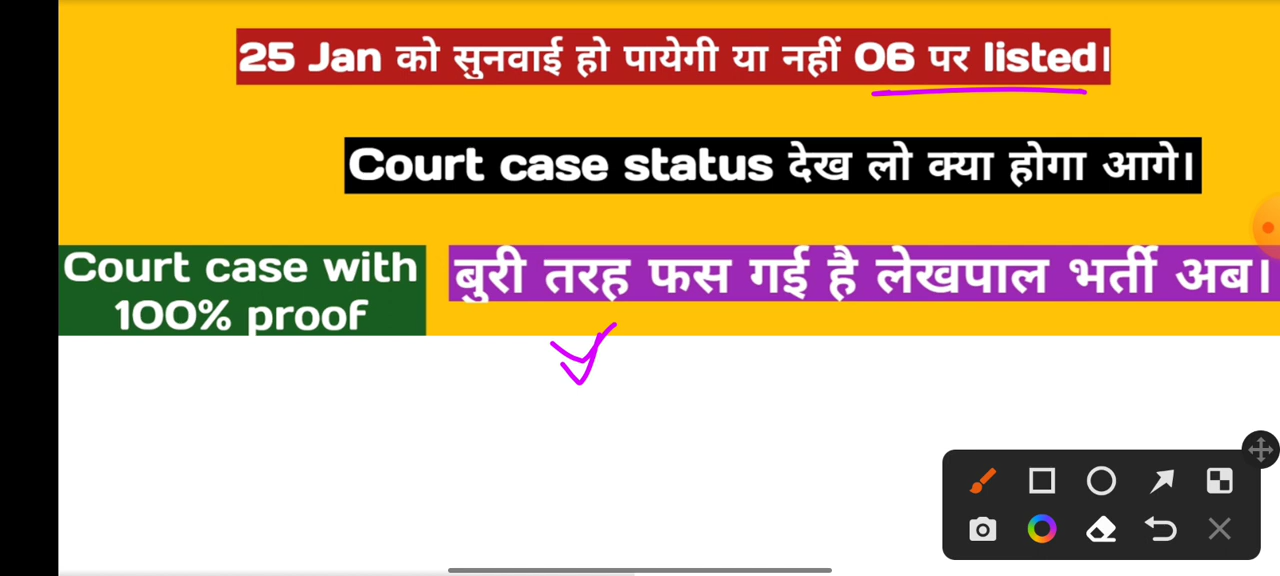 25 Jan को सुनवाई हो पायेगी या नहीं 06 पर listed।
Court case status देख लो क्या होगा आगे।
Court case with
100% proof
बुरी तरह फस गई है लेखपाल भर्ती अब।